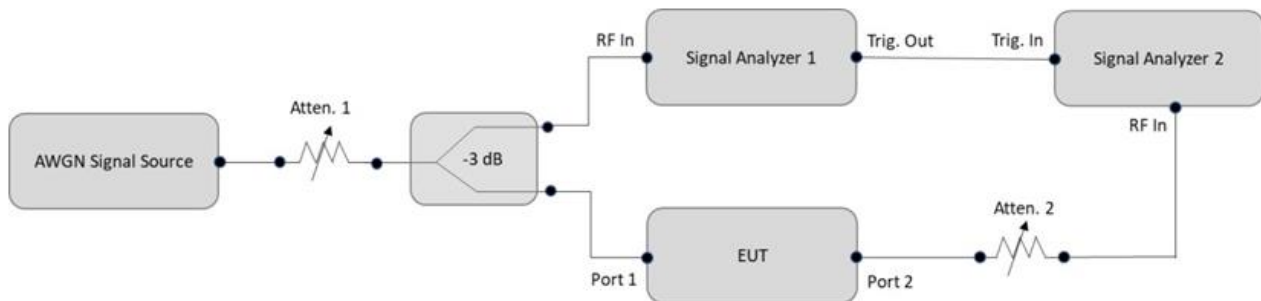 RF In
Signal Analyzer 1
Trig. Out
Trig. In
Signal Analyzer 2
RF In
Atten. 1
AWGN Signal Source
-3 dB
Atten. 2
Port 1
EUT
Port 2